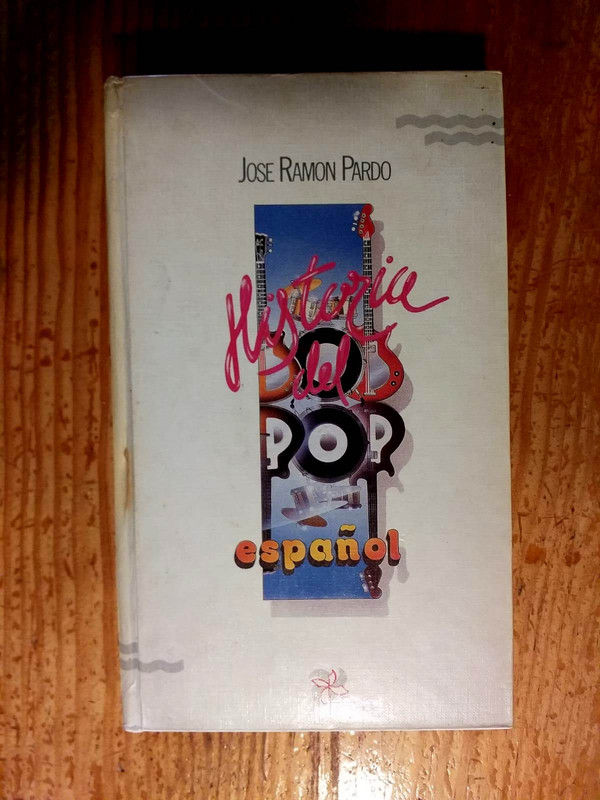 JOSE RAMON PARDO
Historia
del
POP
español